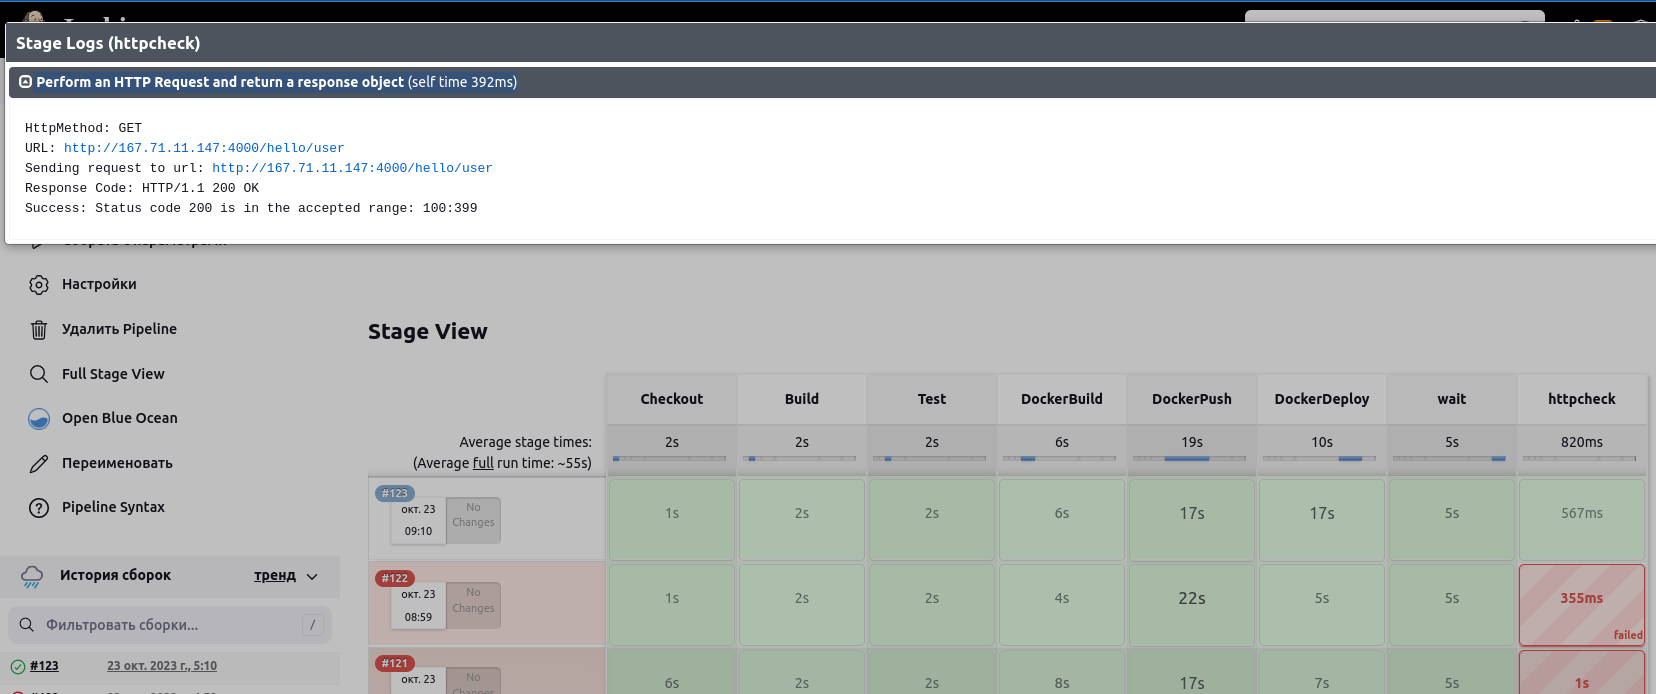 Stage Logs (httpcheck)
Perform an HTTP Request and return a response object (self time 392ms)
HttpMethod: GET
URL: http://167.71.11.147:4000/hello/user
Sending request to url: http://167.71.11.147:4000/hello/user
Response Code: HTTP/1.1 200 OK
Success: Status code 200 is in the accepted range: 100:399
Настройки
Удалить Pipeline
Full Stage View
Open Blue Ocean
Переименовать
Pipeline Syntax
История сборок тренд
Фильтровать сборки... /
#123 23 окт. 2023 г., 5:10
Stage View
Checkout Build Test DockerBuild DockerPush DockerDeploy wait httpcheck
Average stage times: 2s 2s 2s 6s 19s 10s 5s 820ms
(Average full run time: ~55s)
#123
окт. 23 No
Changes
09:10
1s 2s 2s 6s 17s 17s 5s 567ms
#122
окт. 23 No
Changes
08:59
1s 2s 2s 4s 22s 5s 5s 355ms
failed
#121
окт. 23 No
Changes
6s 2s 2s 8s 17s 7s 5s 1s